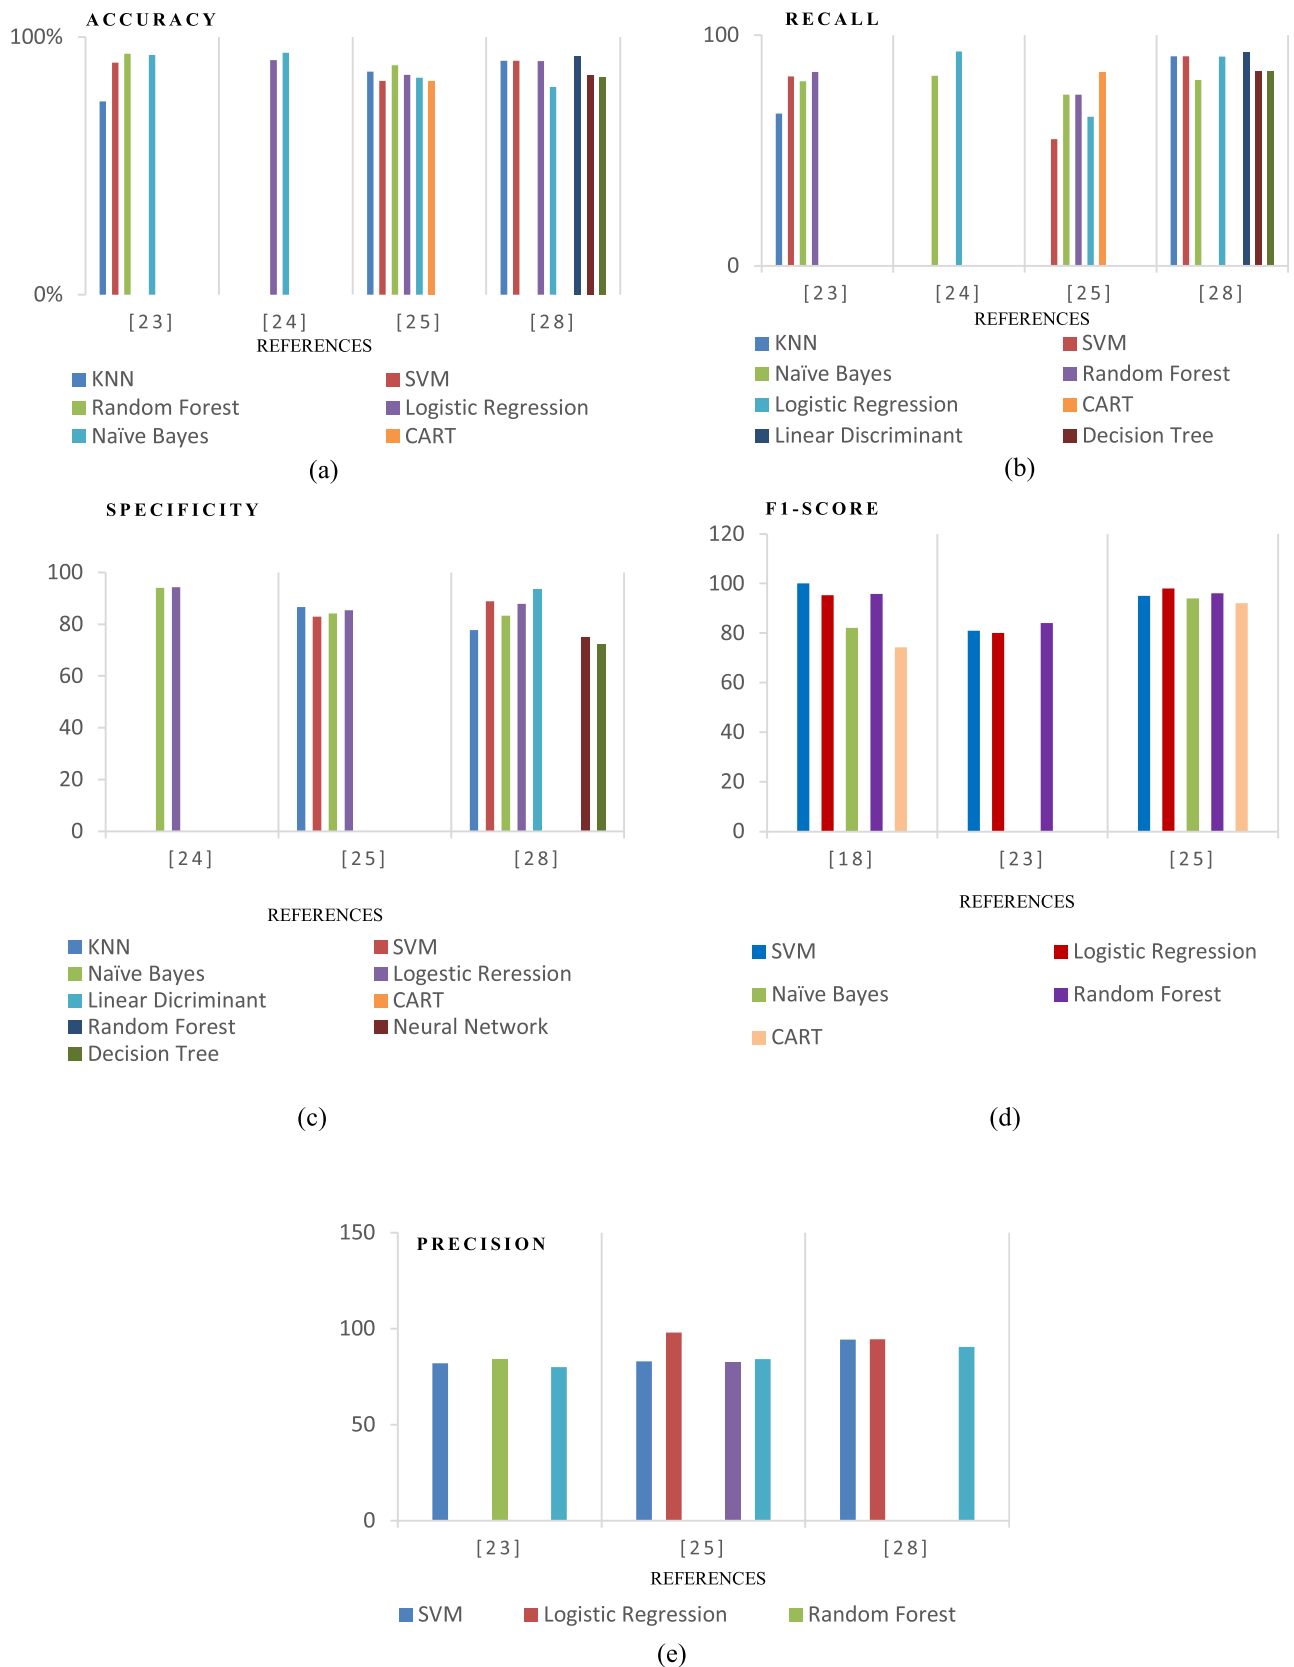 ACCURACY
100%
0%
[23] [24] [25] [28]
REFERENCES
KNN SVM
Random Forest Logistic Regression
Naïve Bayes CART
(a)
RECALL
100
0
[23] [24] [25] [28]
REFERENCES
KNN SVM
Naïve Bayes Random Forest
Logistic Regression CART
Linear Discriminant Decision Tree
(b)
SPECIFICITY
100
80
60
40
20
0
[24] [25] [28]
REFERENCES
KNN SVM
Naïve Bayes Logestic Reression
Linear Dicriminant CART
Random Forest Neural Network
Decision Tree
(c)
F1-SCORE
120
100
80
60
40
20
0
[18] [23] [25]
REFERENCES
SVM Logistic Regression
Naïve Bayes Random Forest
CART
(d)
PRECISION
150
100
50
0
[23] [25] [28]
REFERENCES
SVM Logistic Regression Random Forest
(e)